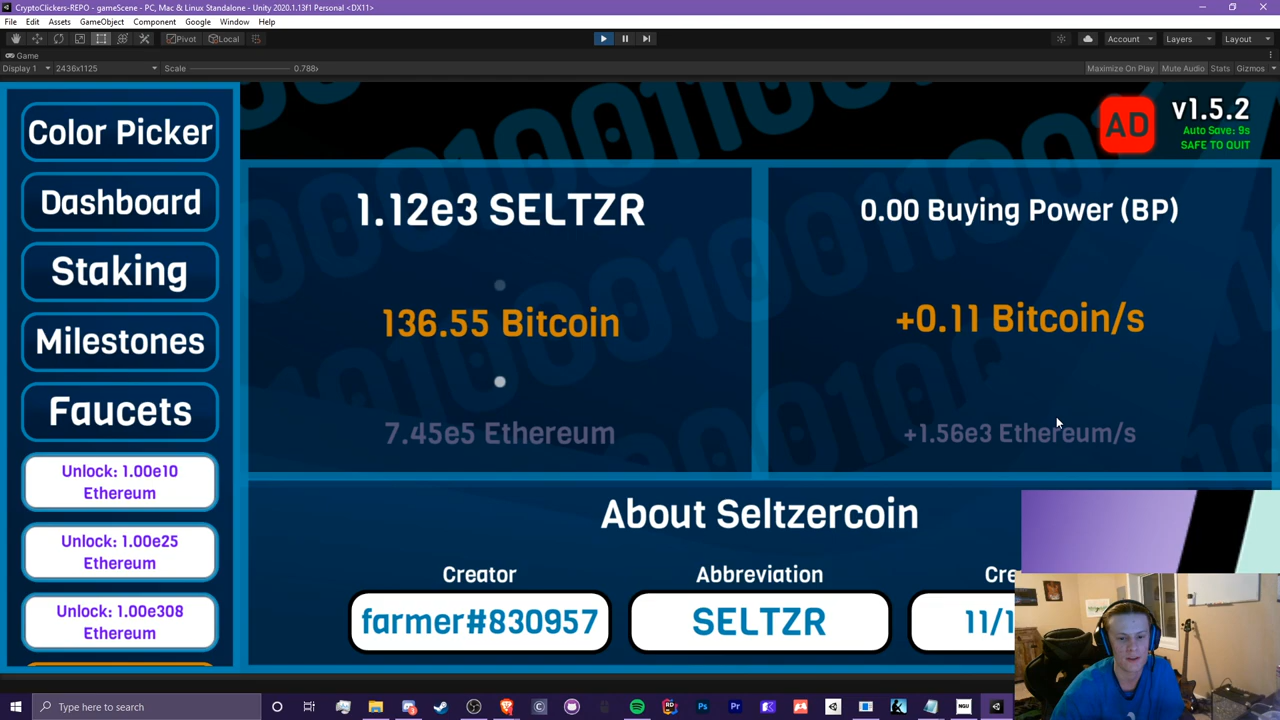 CryptoClickers-REPO - gameScene - PC, Mac & Linux Standalone - Unity 2020.1.13f1 Personal <DX11>
File Edit Assets GameObject Component Google Window Help
Pivot Local Account Layers Layout
Game
Display 1 2436x1125 Scale 0.788x Maximize On Play Mute Audio Stats Gizmos
Color Picker
Dashboard
Staking
Milestones
Faucets
Unlock: 1.00e10
Ethereum
Unlock: 1.00e25
Ethereum
Unlock: 1.00e308
Ethereum
AD
v1.5.2
Auto Save: 9s
SAFE TO QUIT
1.12e3 SELTZR
136.55 Bitcoin
7.45e5 Ethereum
0.00 Buying Power (BP)
+0.11 Bitcoin/s
+1.56e3 Ethereum/s
About Seltzercoin
Creator
farmer#830957
Abbreviation
SELTZR
Cre
11/1
Type here to search